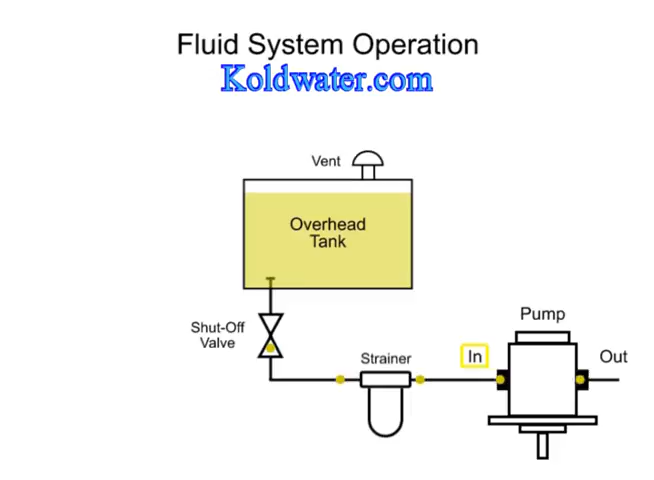 Fluid System Operation
Koldwater.com
Vent
Overhead
Tank
Shut-Off
Valve
Strainer
In
Pump
Out